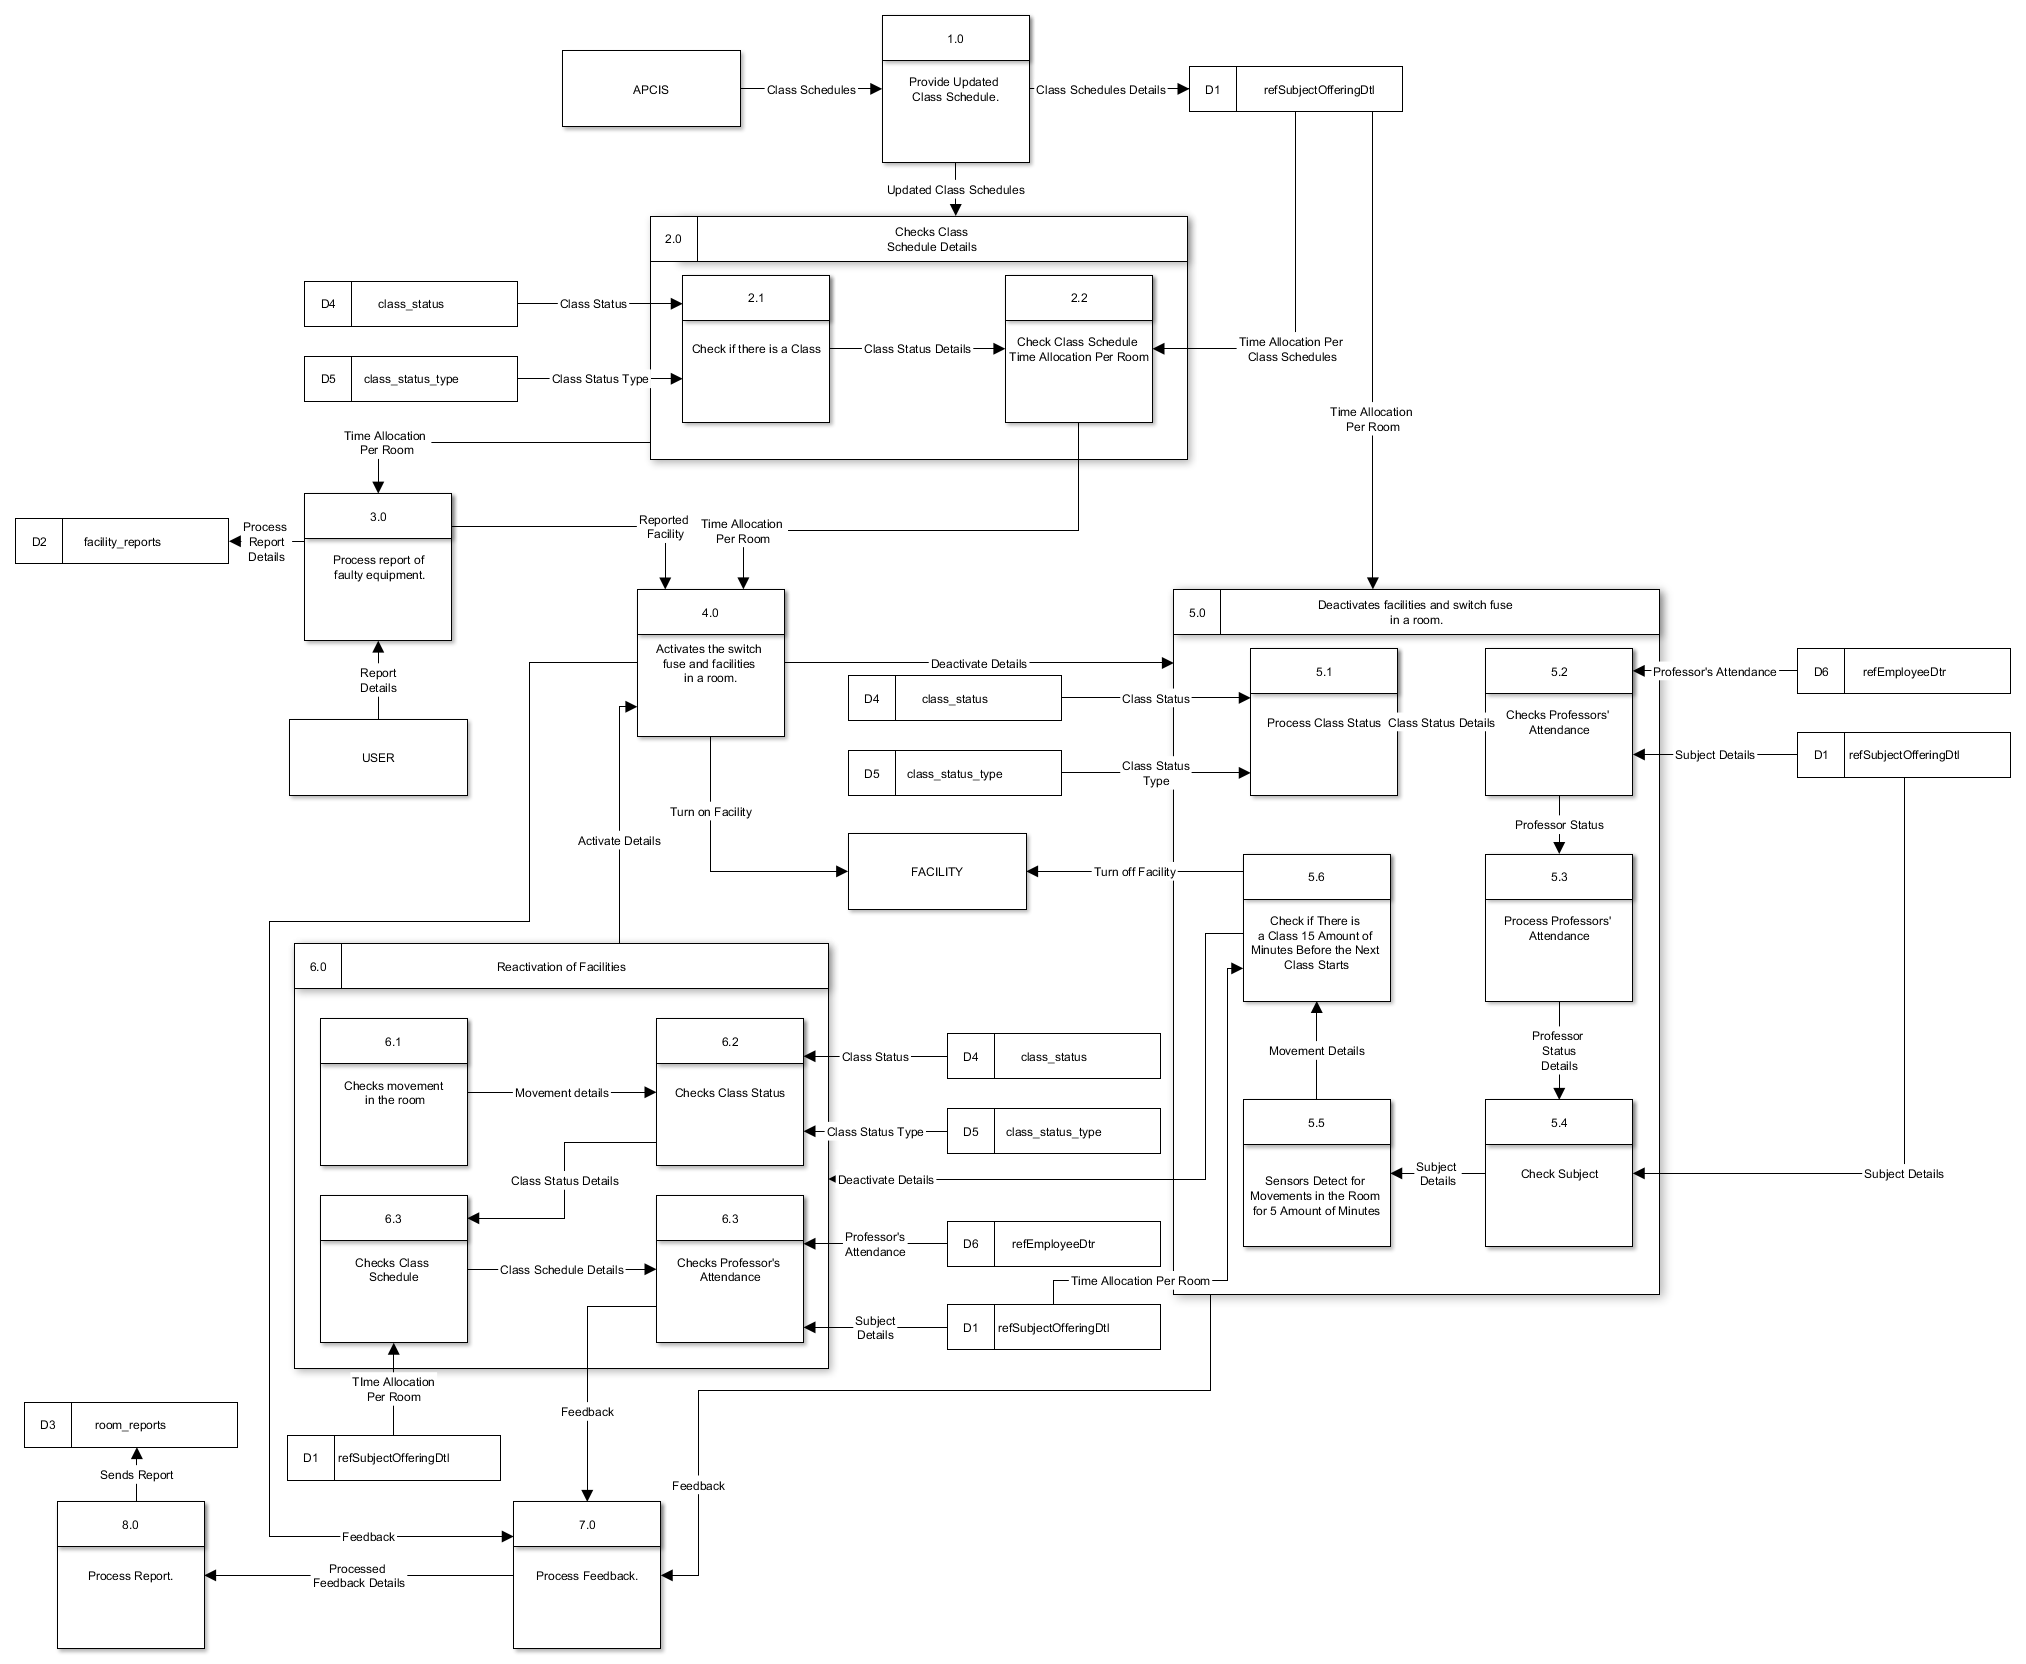 1.0
Provide Updated
Class Schedule.
APCIS
Class Schedules
Class Schedules Details
D1
refSubjectOfferingDtl
Updated Class Schedules
2.0
Checks Class
Schedule Details
D4
class_status
Class Status
2.1
Check if there is a Class
Class Status Details
2.2
Check Class Schedule
Time Allocation Per Room
Time Allocation Per
Class Schedules
D5
class_status_type
Class Status Type
Time Allocation
Per Room
Time Allocation
Per Room
D2
facility_reports
Process
Report
Details
3.0
Process report of
faulty equipment.
Reported
Facility
Time Allocation
Per Room
Report
Details
USER
4.0
Activates the switch
fuse and facilities
in a room.
Deactivate Details
5.0
Deactivates facilities and switch fuse
in a room.
D4
class_status
Class Status
D5
class_status_type
Class Status
Type
5.1
Process Class Status
Class Status Details
5.2
Checks Professors'
Attendance
Professor's Attendance
D6
refEmployeeDtr
Subject Details
D1
refSubjectOfferingDtl
Turn on Facility
Activate Details
Professor Status
FACILITY
Turn off Facility
5.6
Check if There is
a Class 15 Amount of
Minutes Before the Next
Class Starts
5.3
Process Professors'
Attendance
Movement Details
Professor
Status
Details
5.5
Sensors Detect for
Movements in the Room
for 5 Amount of Minutes
Subject
Details
5.4
Check Subject
Subject Details
6.0
Reactivation of Facilities
6.1
Checks movement
in the room
Movement details
6.2
Checks Class Status
Class Status
D4
class_status
Class Status Type
D5
class_status_type
Class Status Details
Deactivate Details
6.3
Checks Class
Schedule
Class Schedule Details
6.3
Checks Professor's
Attendance
Professor's
Attendance
D6
refEmployeeDtr
Time Allocation Per Room
Subject
Details
D1
refSubjectOfferingDtl
TIme Allocation
Per Room
D1
refSubjectOfferingDtl
Feedback
Feedback
D3
room_reports
Sends Report
8.0
Process Report.
Feedback
Processed
Feedback Details
7.0
Process Feedback.